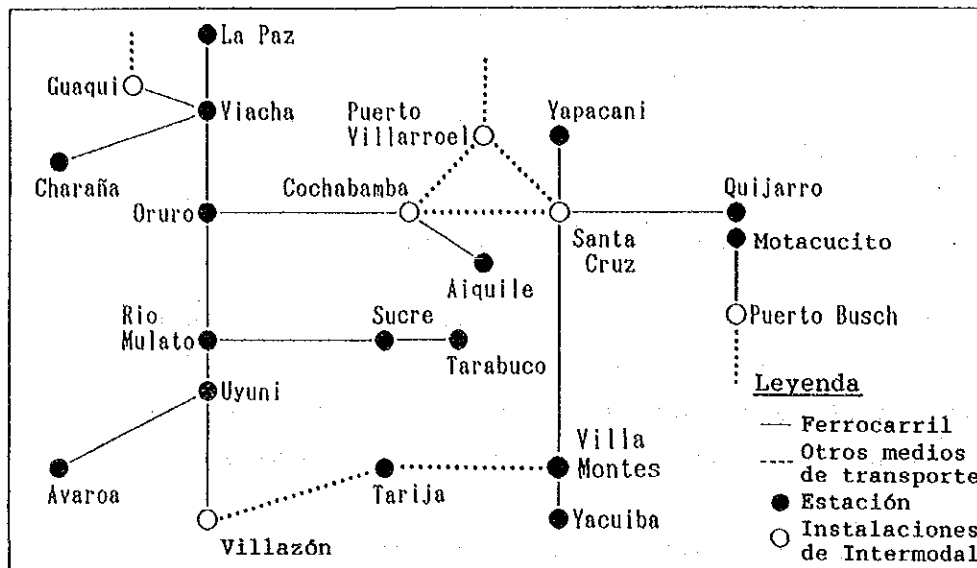 La Paz
Guaqui
Viacha
Puerto
Villarroel
Yapacani
Charaña
Cochabamba
Quijarro
Oruro
Santa
Cruz
Motacucito
Aiquile
Rio
Mulato
Sucre
Puerto Busch
Tarabuco
Uyuni
Leyenda
Ferrocarril
Otros medios
de transporte
Villa
Montes
Avaroa
Tarija
Estación
Yacuiba
Instalaciones
de Intermodal
Villazón